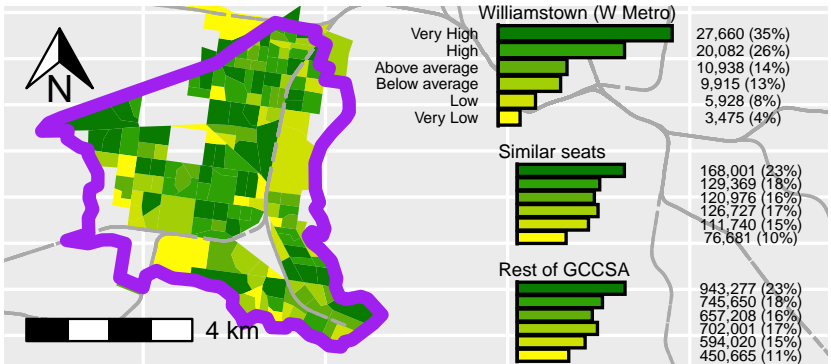 Williamstown (W Metro)
Very High 27,660 (35%)
High 20,082 (26%)
Above average 10,938 (14%)
Below average 9,915 (13%)
Low 5,928 (8%)
Very Low 3,475 (4%)
N
Similar seats
168,001 (23%)
129,369 (18%)
120,976 (16%)
126,727 (17%)
111,740 (15%)
76,681 (10%)
Rest of GCCSA
943,277 (23%)
745,650 (18%)
657,208 (16%)
702,001 (17%)
594,020 (15%)
450,665 (11%)
4 km